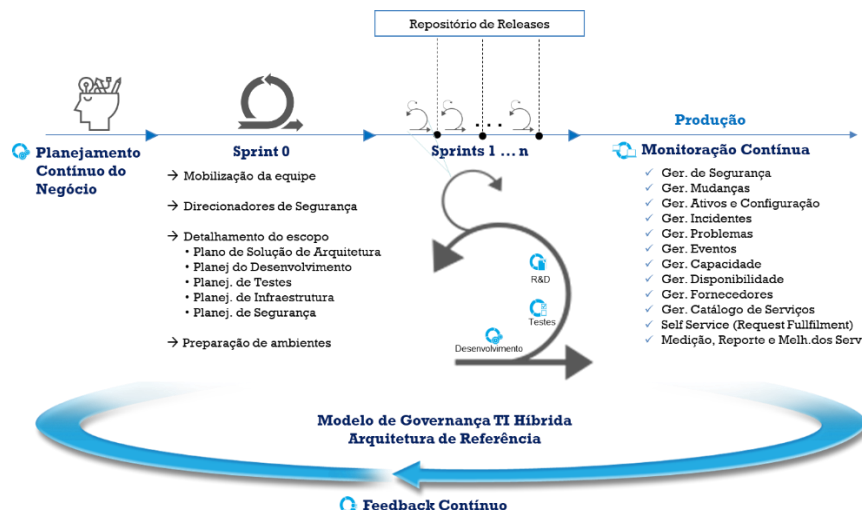 Repositório de Releases
Produção
Planejamento
Contínuo do
Negócio
Sprint 0
→ Mobilização da equipe
→ Direcionadores de Segurança
→ Detalhamento do escopo
• Plano de Solução de Arquitetura
• Planej do Desenvolvimento
• Planej. de Testes
• Planej. de Infraestrutura
• Planej. de Segurança
→ Preparação de ambientes
Sprints 1 ... n
R&D
Testes
Desenvolvimento
Monitoração Contínua
✓ Ger. de Segurança
✓ Ger. Mudanças
✓ Ger. Ativos e Configuração
✓ Ger. Incidentes
✓ Ger. Problemas
✓ Ger. Eventos
✓ Ger. Capacidade
✓ Ger. Disponibilidade
✓ Ger. Fornecedores
✓ Ger. Catálogo de Serviços
✓ Self Service (Request Fullfilment)
✓ Medição, Reporte e Melh.dos Serv
Modelo de Governança TI Híbrida
Arquitetura de Referência
Feedback Contínuo